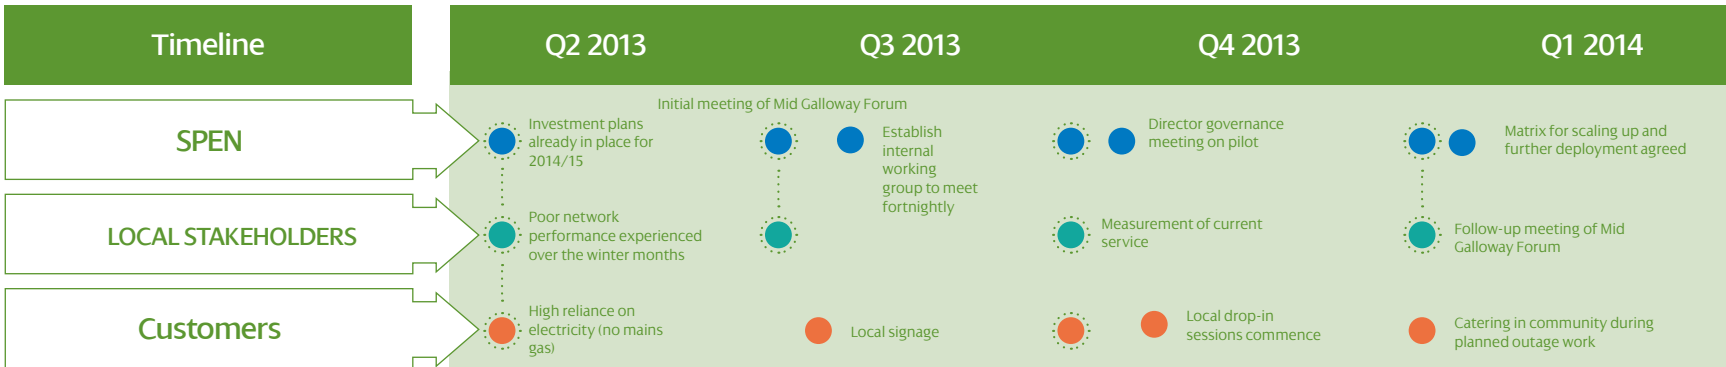 Timeline
Q2 2013
Q3 2013
Q4 2013
Q1 2014
SPEN
Investment plans
already in place for
2014/15
Initial meeting of Mid Galloway Forum
Establish
internal
working
group to meet
fortnightly
Director governance
meeting on pilot
Matrix for scaling up and
further deployment agreed
LOCAL STAKEHOLDERS
Poor network
performance experienced
over the winter months
Measurement of current
service
Follow-up meeting of Mid
Galloway Forum
Customers
High reliance on
electricity (no mains
gas)
Local signage
Local drop-in
sessions commence
Catering in community during
planned outage work